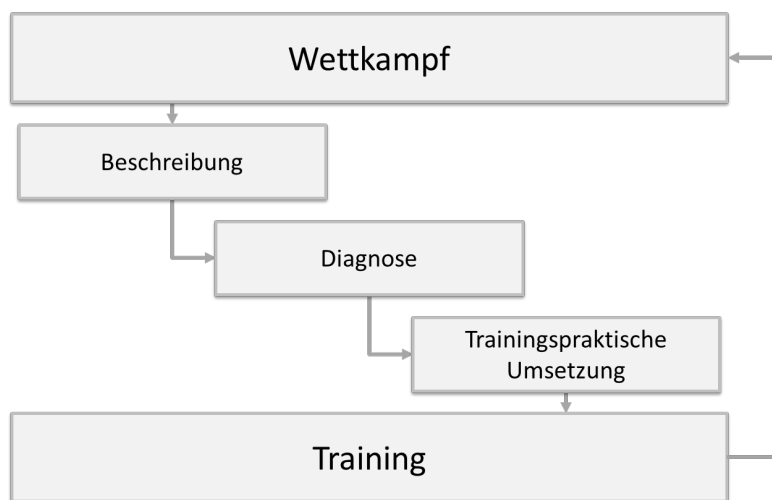 Wettkampf
Beschreibung
Diagnose
Trainingspraktische
Umsetzung
Training